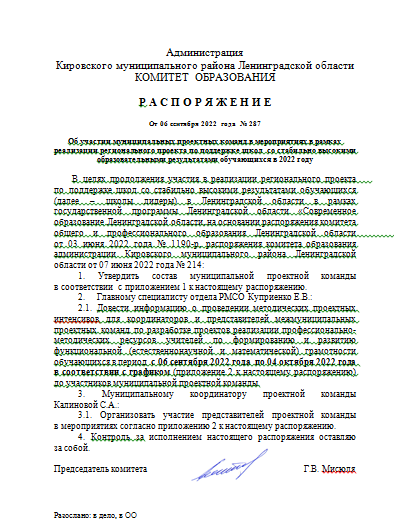 Администрация
Кировского муниципального района Ленинградской области
КОМИТЕТ ОБРАЗОВАНИЯ
Р А С П О Р Я Ж Е Н И Е
От 06 сентября 2022 года № 287
Об участии муниципальных проектных команд в мероприятиях в рамках
реализации регионального проекта по поддержке школ со стабильно высокими
образовательными результатами обучающихся в 2022 году
В целях продолжения участия в реализации регионального проекта
по поддержке школ со стабильно высокими результатами обучающихся
(далее – школы лидеры) в Ленинградской области в рамках
государственной программы Ленинградской области «Современное
образование Ленинградской области, на основании распоряжения комитета
общего и профессионального образования Ленинградской области
от 03 июня 2022 года № 1190-р, распоряжения комитета образования
администрации Кировского муниципального района Ленинградской
области от 07 июня 2022 года № 214:
1. Утвердить состав муниципальной проектной команды
в соответствии с приложением 1 к настоящему распоряжению.
2. Главному специалисту отдела РМСО Куприенко Е.В.:
2.1. Довести информацию о проведении методических проектных
интенсивов для координаторов и представителей межмуниципальных
проектных команд по разработке проектов реализации профессионально-
методических ресурсов учителей по формированию и развитию
функциональной (естественнонаучной и математической) грамотности
обучающихся в период с 06 сентября 2022 года по 04 октября 2022 года
в соответствии с графиком (приложение 2 к настоящему распоряжению)
до участников муниципальной проектной команды.
3. Муниципальному координатору проектной команды
Калиновой С.А.:
3.1. Организовать участие представителей проектной команды
в мероприятиях согласно приложению 2 к настоящему распоряжению.
4. Контроль за исполнением настоящего распоряжения оставляю
за собой.
Председатель комитета Г.В. Мисюля
Разослано: в дело, в ОО